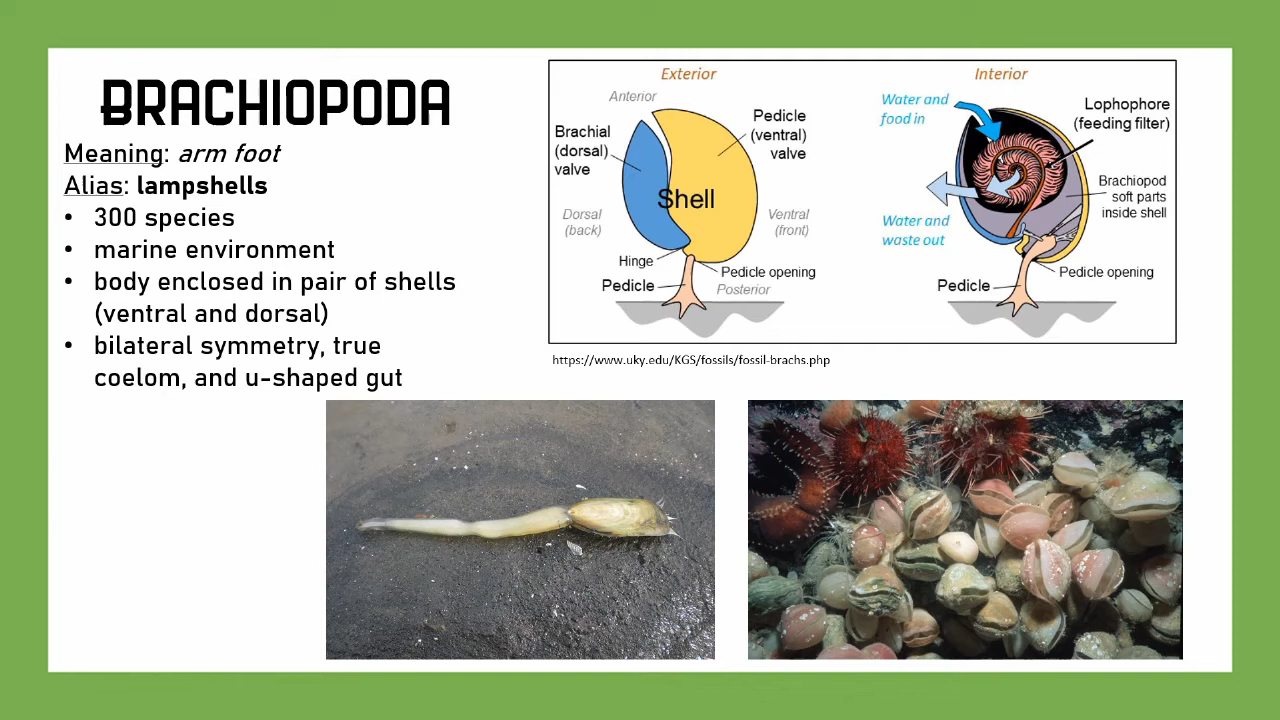 BRACHIOPODA
Meaning: arm foot
Alias: lampshells
• 300 species
• marine environment
• body enclosed in pair of shells
(ventral and dorsal)
• bilateral symmetry, true
coelom, and u-shaped gut
Exterior
Anterior
Brachial
(dorsal)
valve
Pedicle
(ventral)
valve
Shell
Dorsal
(back)
Ventral
(front)
Hinge
Pedicle opening
Pedicle
Posterior
Interior
Water and
food in
Lophophore
(feeding filter)
Brachiopod
soft parts
inside shell
Water and
waste out
Pedicle opening
Pedicle
https://www.uky.edu/KGS/fossils/fossil-brachs.php